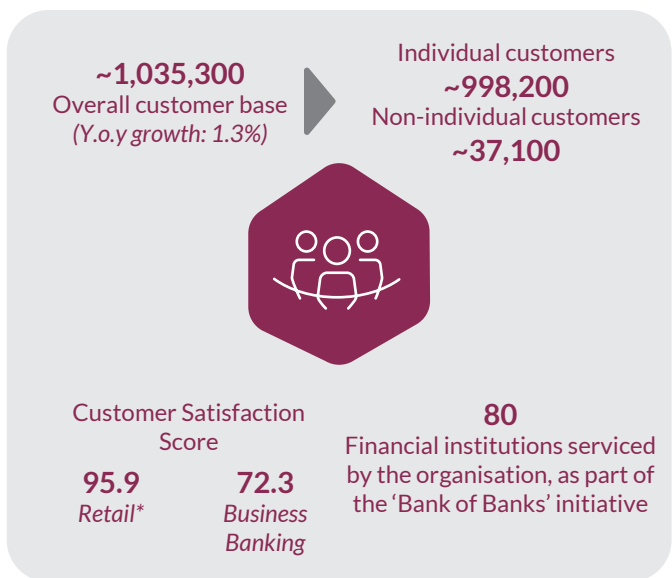 ~1,035,300
Overall customer base
(Y.o.y growth: 1.3%)
Individual customers
~998,200
Non-individual customers
~37,100
Customer Satisfaction
Score
95.9
Retail*
72.3
Business
Banking
80
Financial institutions serviced
by the organisation, as part of
the ‘Bank of Banks’ initiative